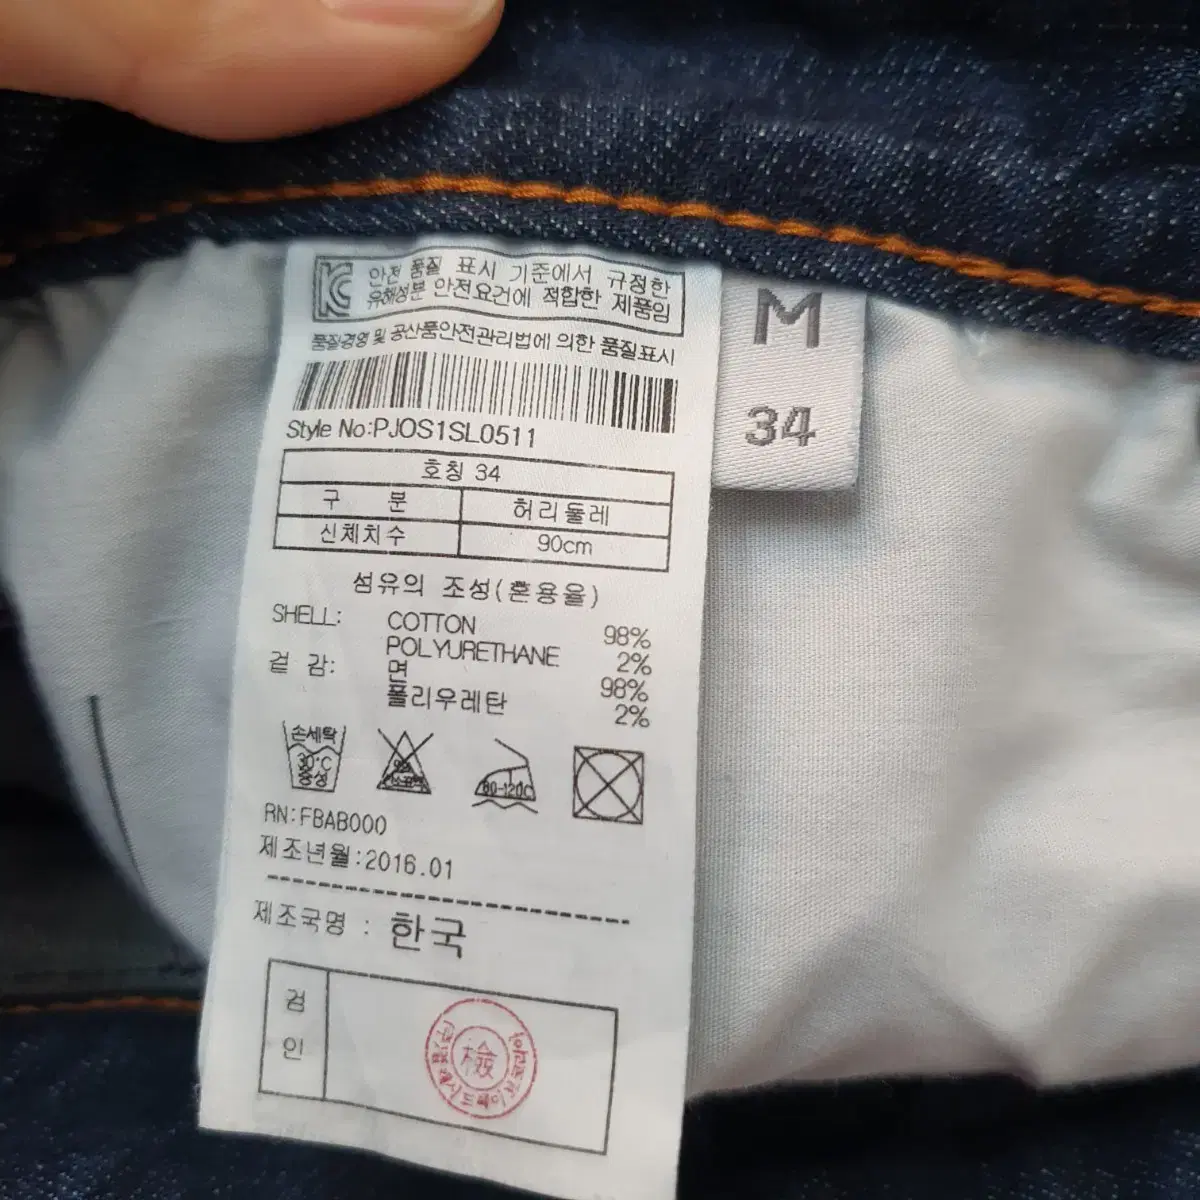 KC 안전 품질 표시 기준에서 규정한
유해성분 안전요건에 적합한 제품임
품질경영 및 공산품안전관리법에 의한 품질표시
Style No:PJOS1SL0511
호칭 34
구 분 허리둘레
신체치수 90cm
섬유의 조성(혼용율)
SHELL: COTTON 98%
POLYURETHANE 2%
겉 감: 면 98%
폴리우레탄 2%
손세탁
30°C
중성
80-120C
RN:FBAB000
제조년월:2016.01
제조국명 : 한국
검
인
檢
M
34